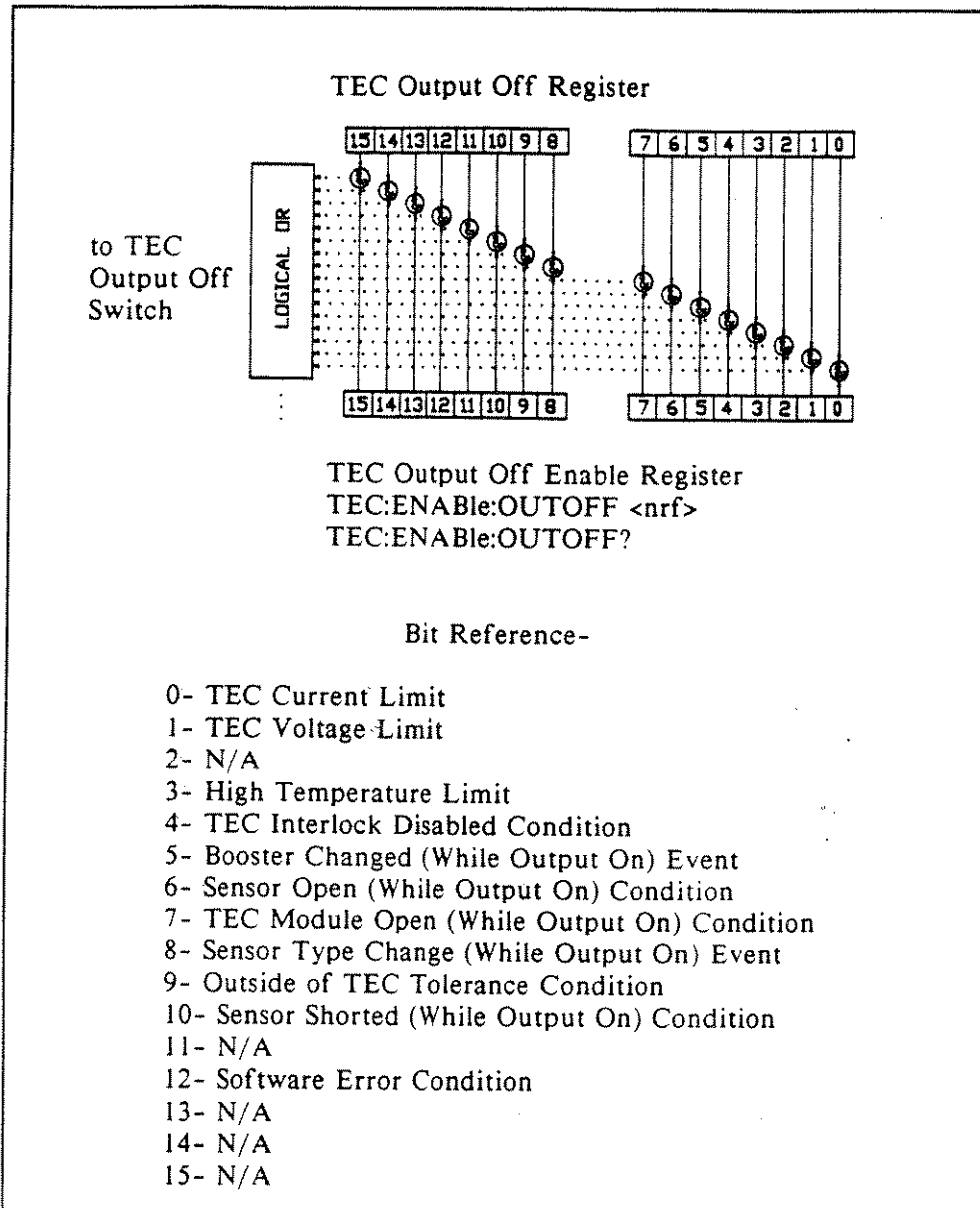 TEC Output Off Register
15 14 13 12 11 10 9 8 7 6 5 4 3 2 1 0
to TEC
Output Off
Switch
LOGICAL OR
15 14 13 12 11 10 9 8 7 6 5 4 3 2 1 0
TEC Output Off Enable Register
TEC:ENABle:OUTOFF <nrf>
TEC:ENABle:OUTOFF?
Bit Reference-
0- TEC Current Limit
1- TEC Voltage Limit
2- N/A
3- High Temperature Limit
4- TEC Interlock Disabled Condition
5- Booster Changed (While Output On) Event
6- Sensor Open (While Output On) Condition
7- TEC Module Open (While Output On) Condition
8- Sensor Type Change (While Output On) Event
9- Outside of TEC Tolerance Condition
10- Sensor Shorted (While Output On) Condition
11- N/A
12- Software Error Condition
13- N/A
14- N/A
15- N/A